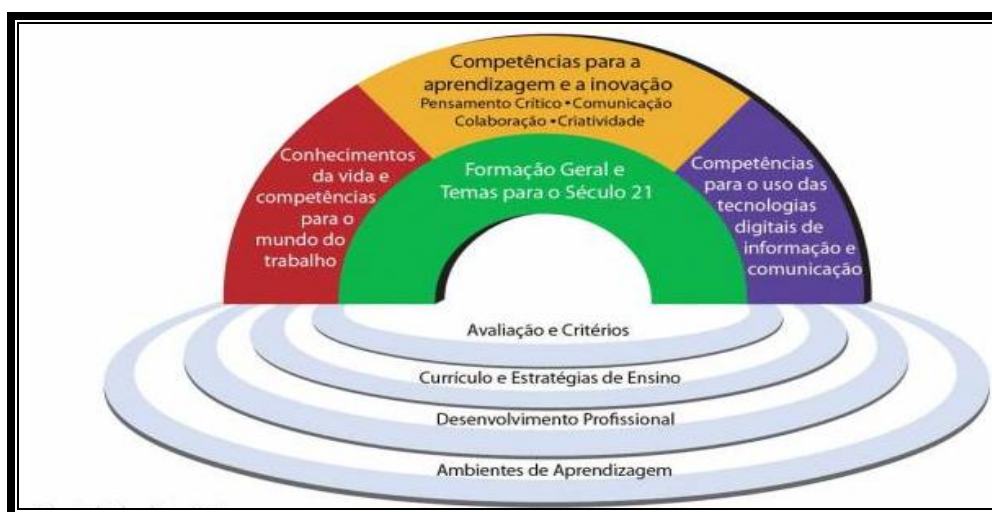 Competências para a
aprendizagem e a inovação
Pensamento Crítico • Comunicação
Colaboração • Criatividade
Conhecimentos
da vida e
competências
para o
mundo do
trabalho
Formação Geral e
Temas para o Século 21
Competências
para o uso das
tecnologias
digitais de
informação e
comunicação
Avaliação e Critérios
Currículo e Estratégias de Ensino
Desenvolvimento Profissional
Ambientes de Aprendizagem